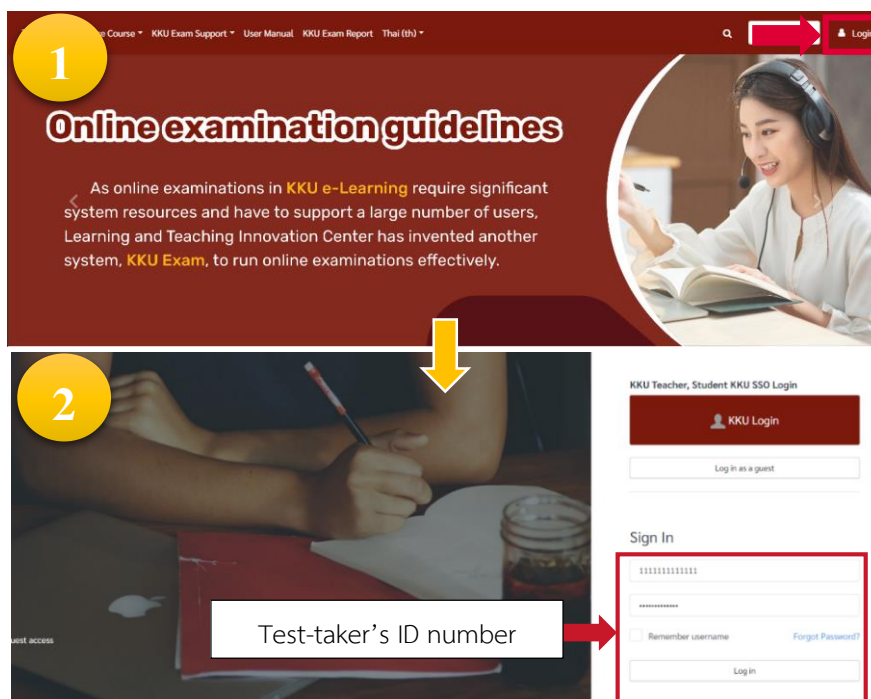 1
Course KKU Exam Support User Manual KKU Exam Report Thai (th)
Login
Online examination guidelines
As online examinations in KKU e-Learning require significant
system resources and have to support a large number of users,
Learning and Teaching Innovation Center has invented another
system, KKU Exam, to run online examinations effectively.
2
KKU Teacher, Student KKU SSO Login
KKU Login
Log in as a guest
Sign In
1111111111111
•••••••••••••
Test-taker's ID number
Remember username Forgot Password?
access
Log in